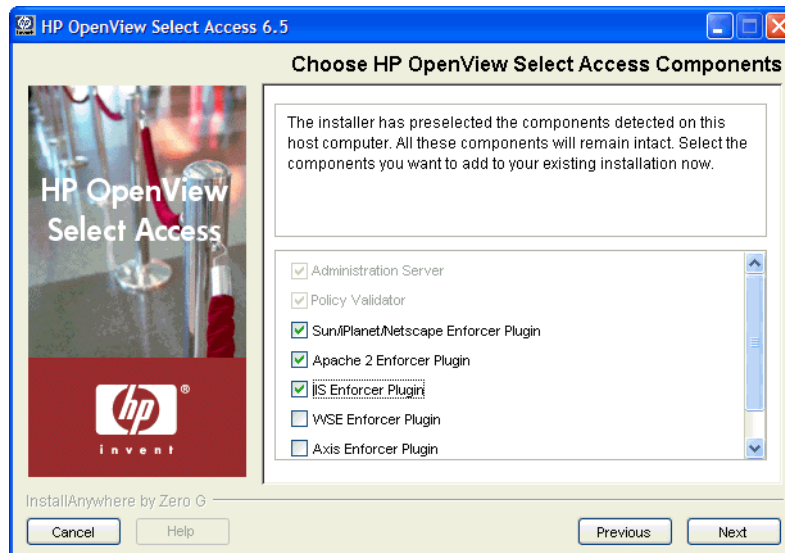 HP OpenView Select Access 6.5
Choose HP OpenView Select Access Components
HP OpenView
Select Access
hp
®
invent
The installer has preselected the components detected on this
host computer. All these components will remain intact. Select the
components you want to add to your existing installation now.
Administration Server
Policy Validator
Sun/iPlanet/Netscape Enforcer Plugin
Apache 2 Enforcer Plugin
IIS Enforcer Plugin
WSE Enforcer Plugin
Axis Enforcer Plugin
InstallAnywhere by Zero G
Cancel
Help
Previous
Next